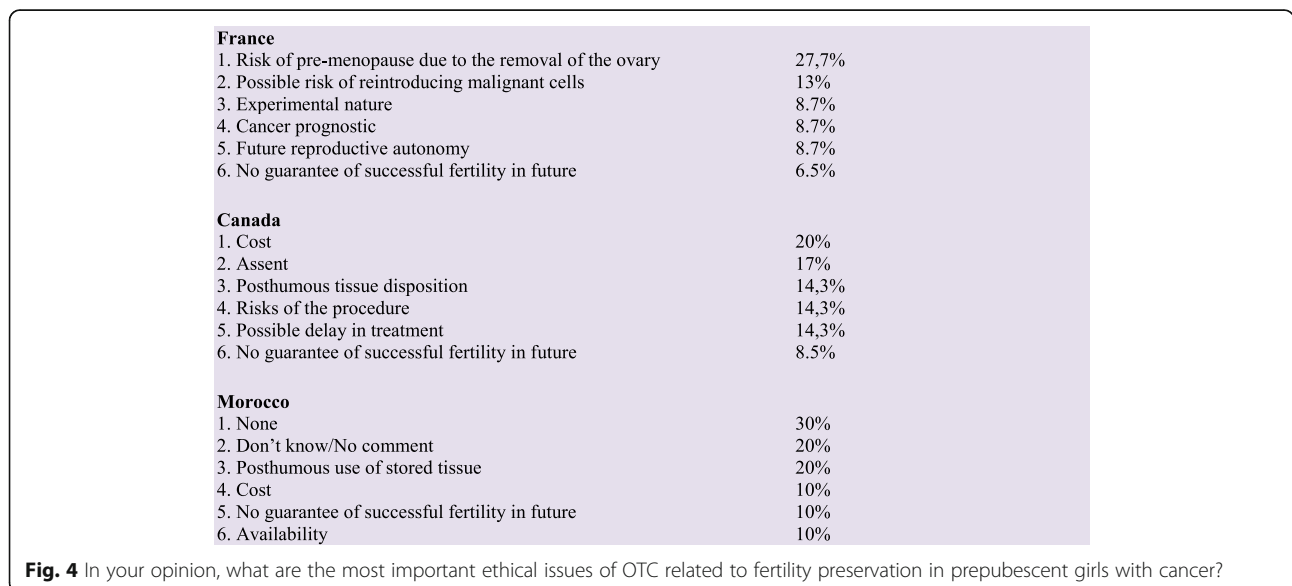 France
1. Risk of pre-menopause due to the removal of the ovary 27,7%
2. Possible risk of reintroducing malignant cells 13%
3. Experimental nature 8.7%
4. Cancer prognostic 8.7%
5. Future reproductive autonomy 8.7%
6. No guarantee of successful fertility in future 6.5%
Canada
1. Cost 20%
2. Assent 17%
3. Posthumous tissue disposition 14,3%
4. Risks of the procedure 14,3%
5. Possible delay in treatment 14,3%
6. No guarantee of successful fertility in future 8.5%
Morocco
1. None 30%
2. Don't know/No comment 20%
3. Posthumous use of stored tissue 20%
4. Cost 10%
5. No guarantee of successful fertility in future 10%
6. Availability 10%
Fig. 4 In your opinion, what are the most important ethical issues of OTC related to fertility preservation in prepubescent girls with cancer?